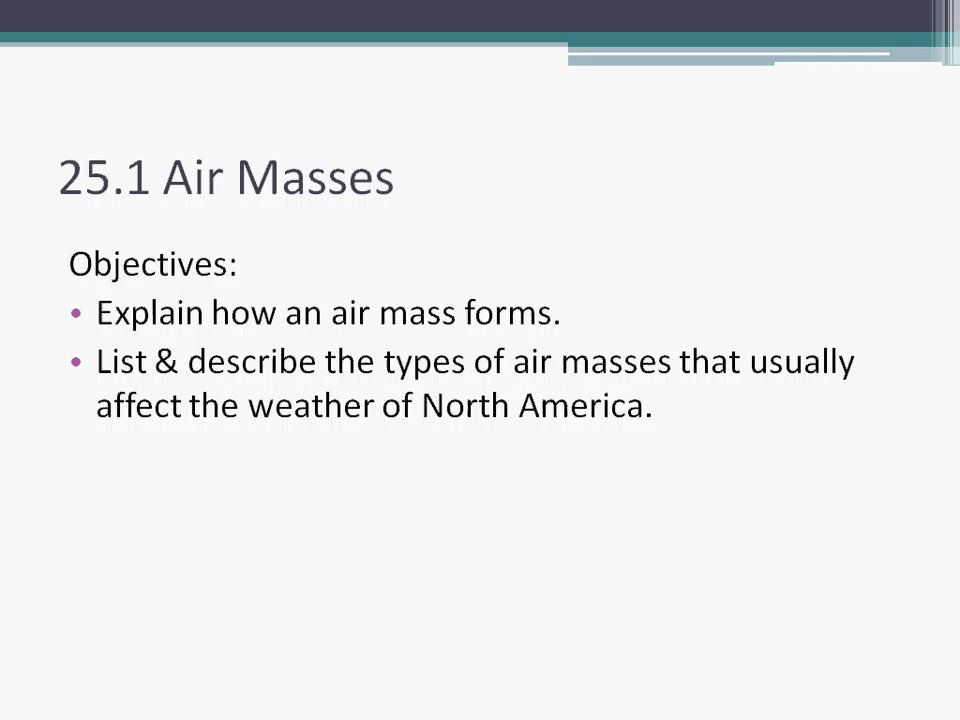 25.1 Air Masses
Objectives:
• Explain how an air mass forms.
• List & describe the types of air masses that usually
affect the weather of North America.